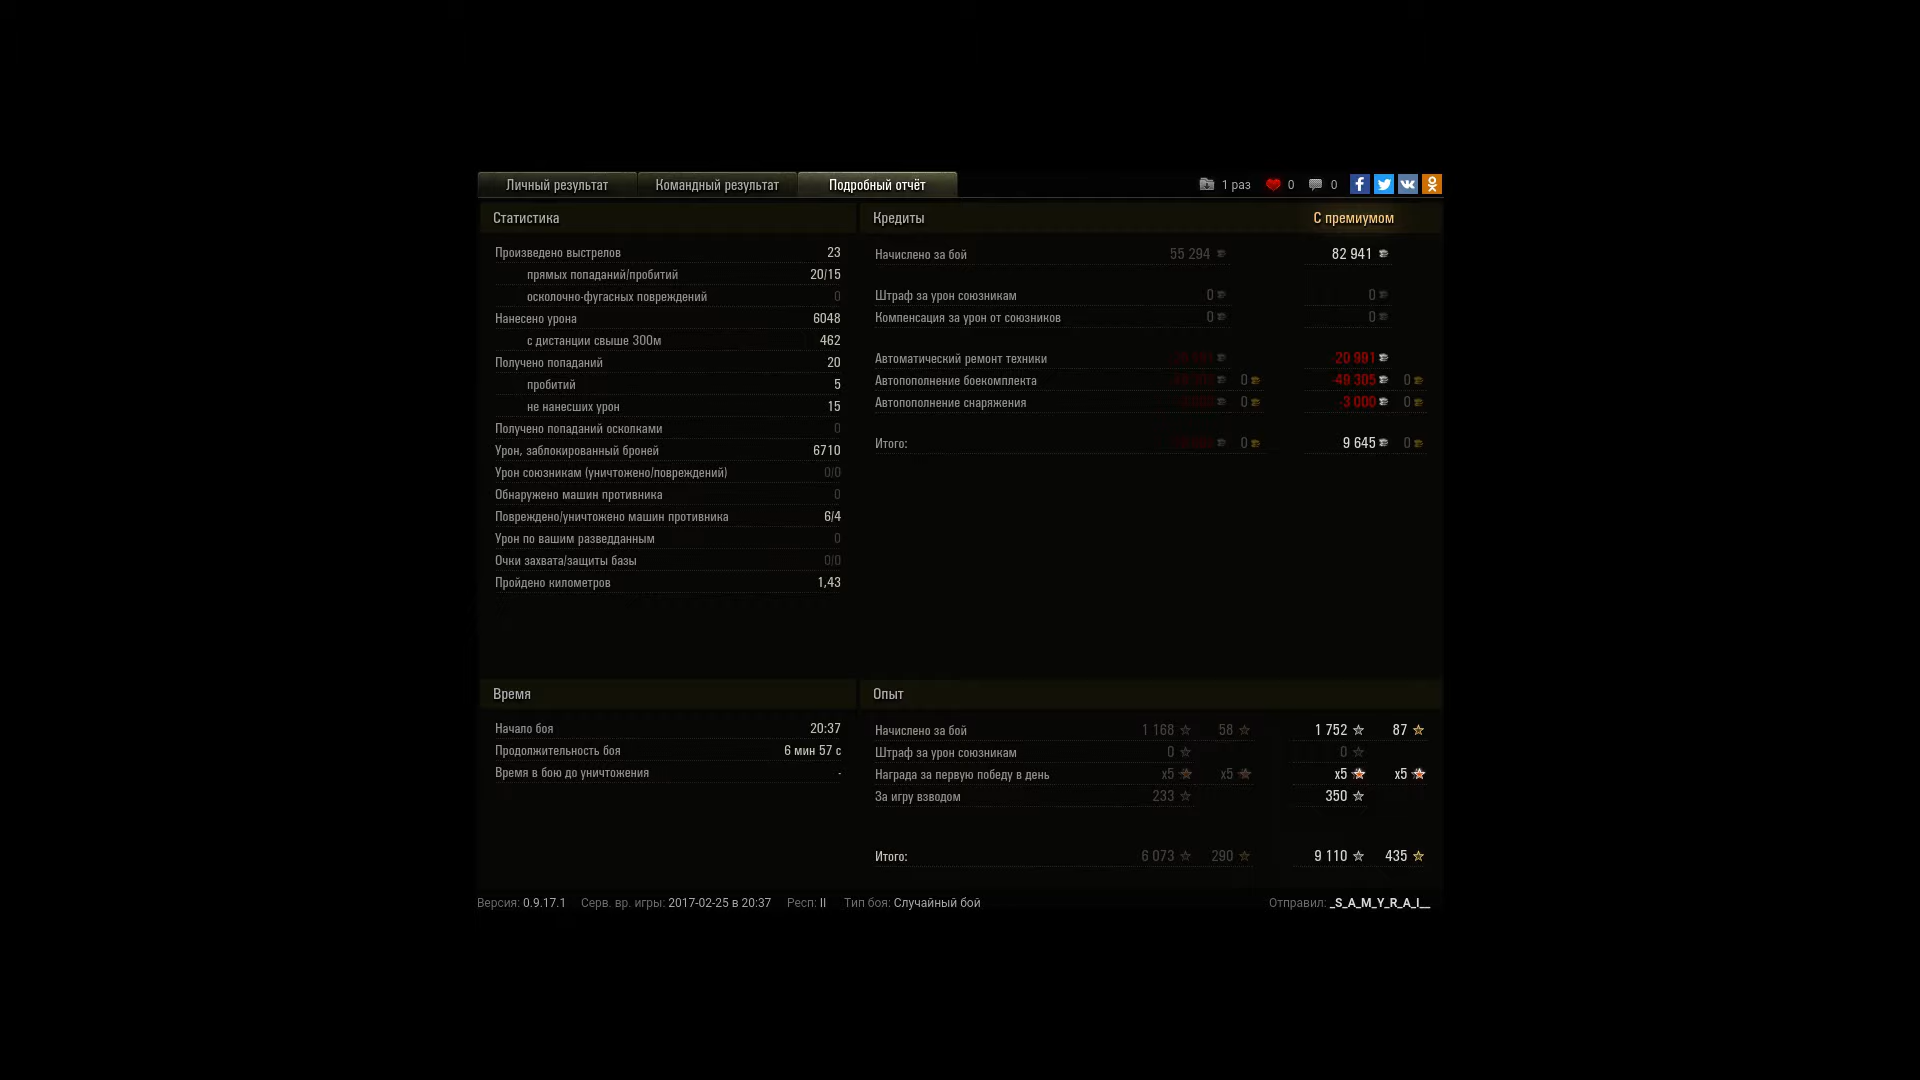 Личный результат Командный результат Подробный отчёт 1 раз 0 0
Статистика
Произведено выстрелов 23
прямых попаданий/пробитий 20/15
осколочно-фугасных повреждений 0
Нанесено урона 6048
с дистанции свыше 300м 462
Получено попаданий 20
пробитий 5
не нанесших урон 15
Получено попаданий осколками 0
Урон, заблокированный броней 6710
Урон союзникам (уничтожено/повреждений) 0/0
Обнаружено машин противника 0
Повреждено/уничтожено машин противника 6/4
Урон по вашим разведданным 0
Очки захвата/защиты базы 0/0
Пройдено километров 1,43
Кредиты С премиумом
Начислено за бой 55 294 82 941
Штраф за урон союзникам 0 0
Компенсация за урон от союзников 0 0
Автоматический ремонт техники -20 991
Автопополнение боекомплекта 0 -49 305 0
Автопополнение снаряжения 0 -3 000 0
Итого: 0 9 645 0
Время
Начало боя 20:37
Продолжительность боя 6 мин 57 с
Время в бою до уничтожения -
Опыт
Начислено за бой 1 168 58 1 752 87
Штраф за урон союзникам 0 0
Награда за первую победу в день x5 x5 x5 x5
За игру взводом 233 350
Итого: 6 073 290 9 110 435
Версия: 0.9.17.1 Серв. вр. игры: 2017-02-25 в 20:37 Респ: II Тип боя: Случайный бой Отправил: _S_A_M_Y_R_A_I__